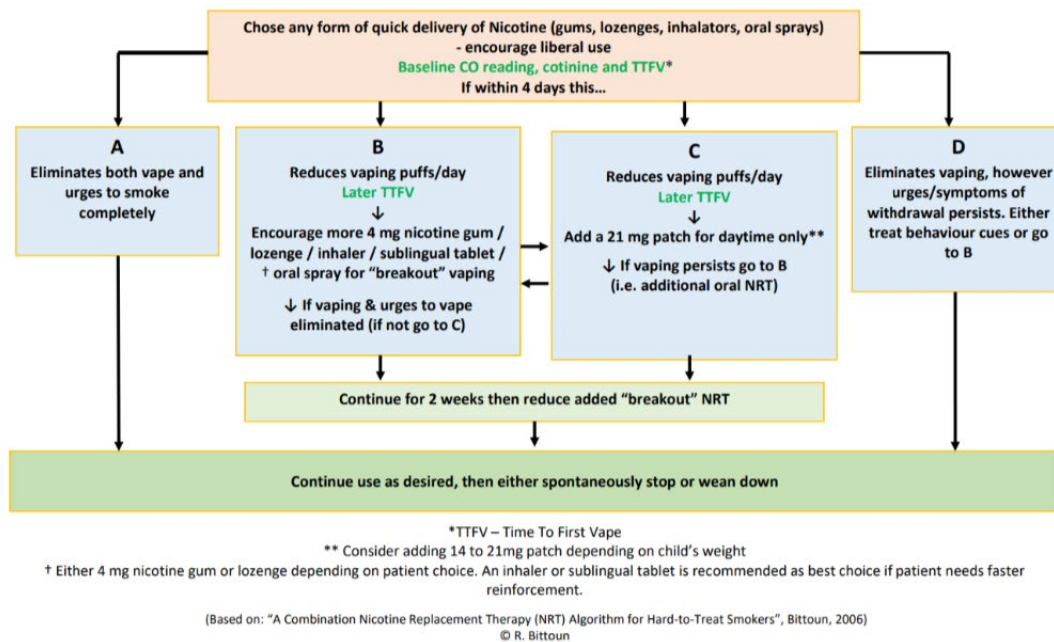 Chose any form of quick delivery of Nicotine (gums, lozenges, inhalators, oral sprays)
- encourage liberal use
Baseline CO reading, cotinine and TTFV*
If within 4 days this...
A
Eliminates both vape and
urges to smoke
completely
B
Reduces vaping puffs/day
Later TTFV
↓
Encourage more 4 mg nicotine gum /
lozenge / inhaler / sublingual tablet /
† oral spray for “breakout” vaping
↓ If vaping & urges to vape
eliminated (if not go to C)
C
Reduces vaping puffs/day
Later TTFV
↓
Add a 21 mg patch for daytime only**
↓ If vaping persists go to B
(i.e. additional oral NRT)
D
Eliminates vaping, however
urges/symptoms of
withdrawal persists. Either
treat behaviour cues or go
to B
Continue for 2 weeks then reduce added “breakout” NRT
Continue use as desired, then either spontaneously stop or wean down
*TTFV – Time To First Vape
** Consider adding 14 to 21mg patch depending on child's weight
† Either 4 mg nicotine gum or lozenge depending on patient choice. An inhaler or sublingual tablet is recommended as best choice if patient needs faster
reinforcement.
(Based on: “A Combination Nicotine Replacement Therapy (NRT) Algorithm for Hard-to-Treat Smokers”, Bittoun, 2006)
© R. Bittoun